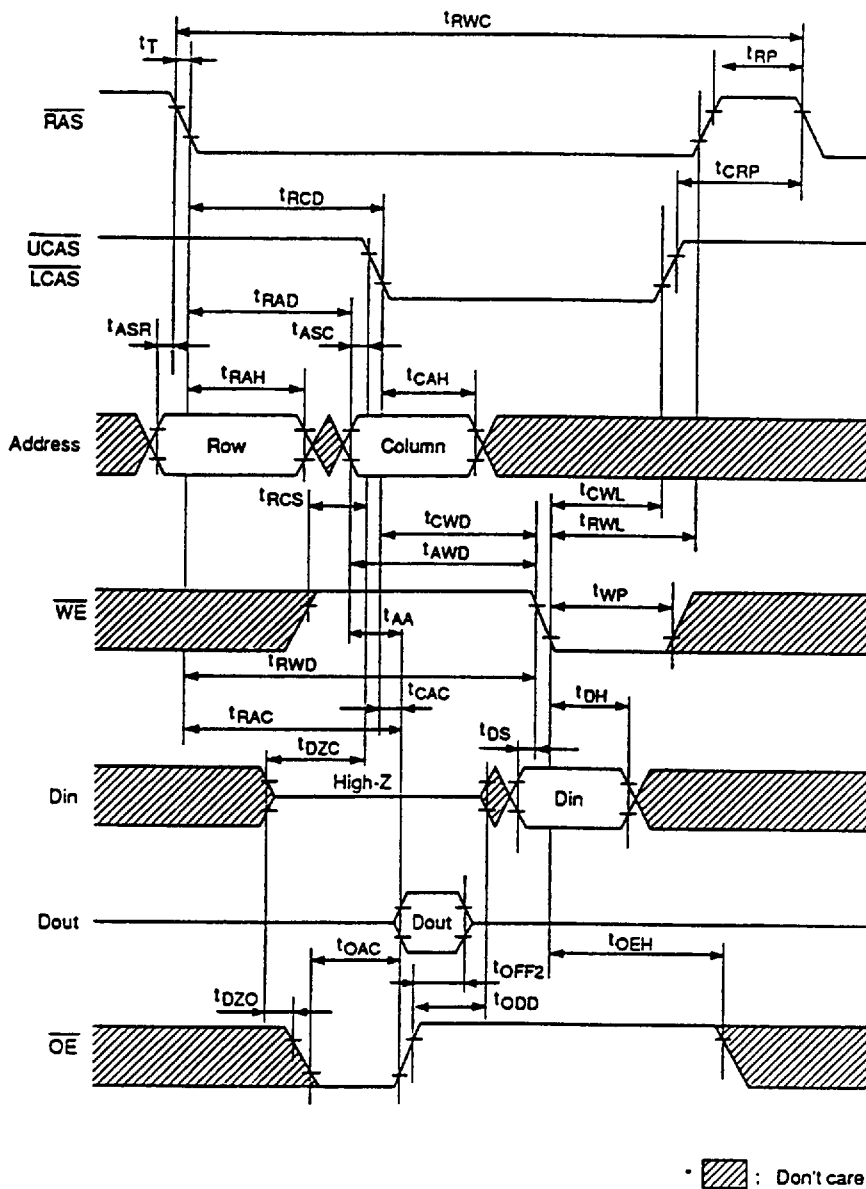 tRWC
tT
tRP
RAS
tCRP
tRCD
UCAS
LCAS
tRAD
tASR
tASC
tRAH
tCAH
Address
Row
Column
tRCS
tCWL
tCWD
tRWL
tAWD
WE
tWP
tAA
tRWD
tCAC
tDH
tRAC
tDS
tDZC
High-Z
Din
Din
Dout
Dout
tOAC
tOEH
tOFF2
tDZO
tODD
OE
* : Don't care